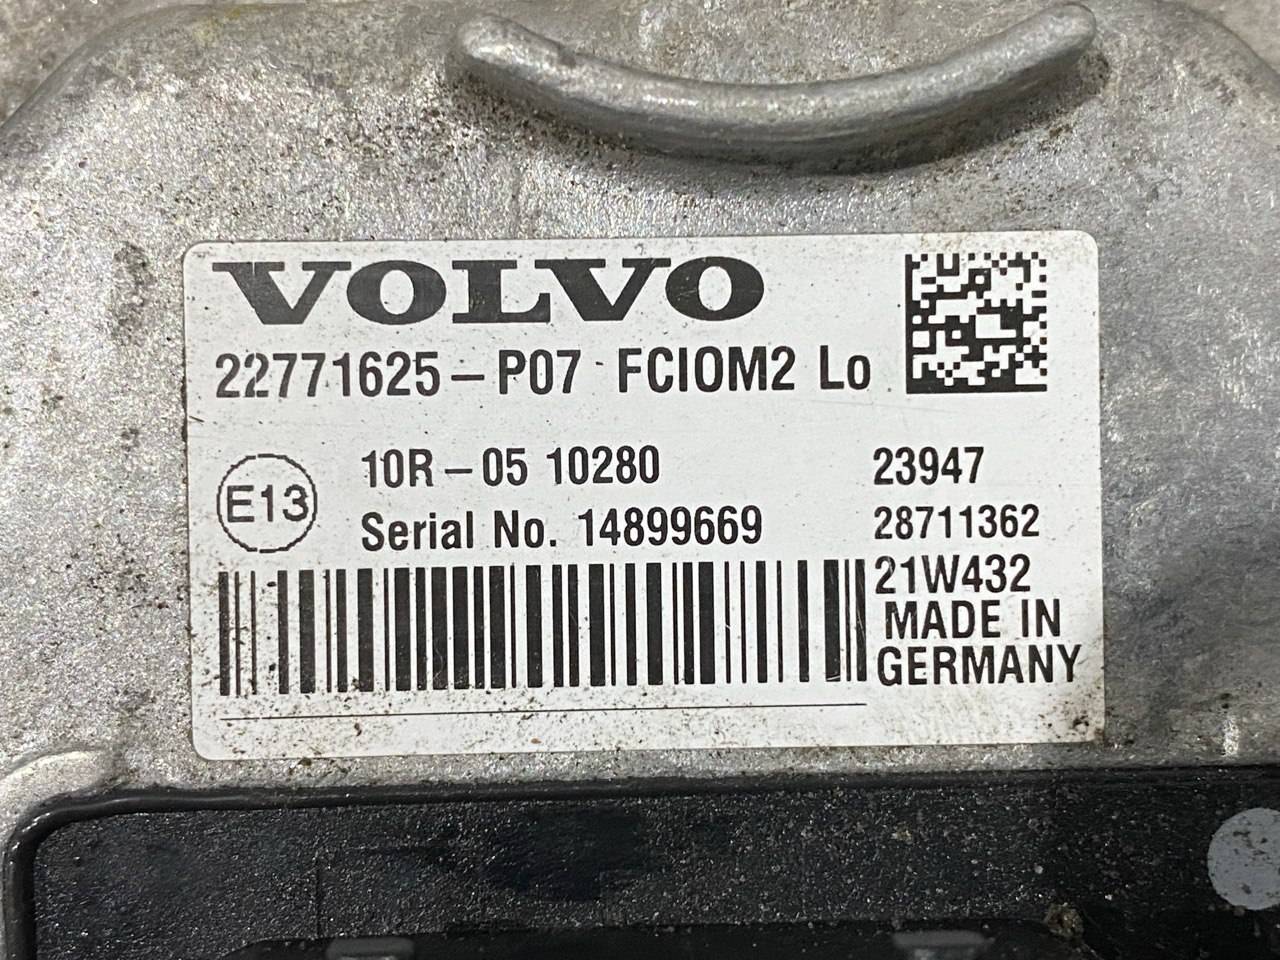 VOLVO
22771625-P07 FCIOM2 Lo
E13
10R-05 10280
23947
Serial No. 14899669
28711362
21W432
MADE IN
GERMANY